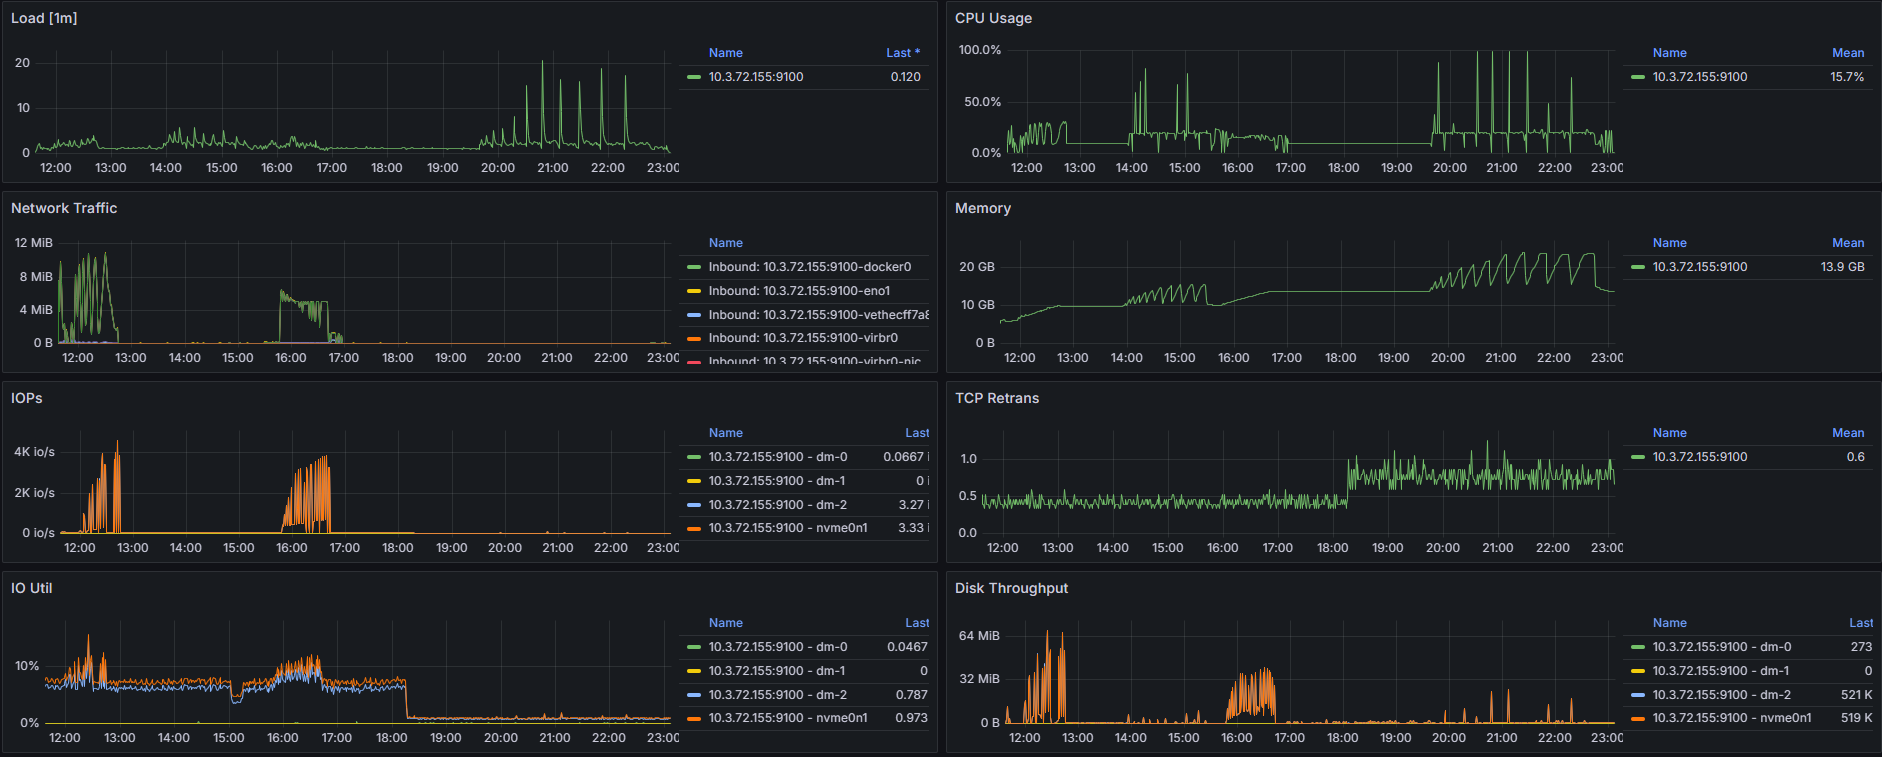 Load [1m]
Name Last *
10.3.72.155:9100 0.120
20
10
0
12:00 13:00 14:00 15:00 16:00 17:00 18:00 19:00 20:00 21:00 22:00 23:00
CPU Usage
Name Mean
10.3.72.155:9100 15.7%
100.0%
50.0%
0.0%
12:00 13:00 14:00 15:00 16:00 17:00 18:00 19:00 20:00 21:00 22:00 23:00
Network Traffic
Name
Inbound: 10.3.72.155:9100-docker0
Inbound: 10.3.72.155:9100-eno1
Inbound: 10.3.72.155:9100-vethecff7a8
Inbound: 10.3.72.155:9100-virbr0
Inbound: 10.3.72.155:9100-virbr0-nic
12 MiB
8 MiB
4 MiB
0 B
12:00 13:00 14:00 15:00 16:00 17:00 18:00 19:00 20:00 21:00 22:00 23:00
Memory
Name Mean
10.3.72.155:9100 13.9 GB
20 GB
10 GB
0 B
12:00 13:00 14:00 15:00 16:00 17:00 18:00 19:00 20:00 21:00 22:00 23:00
IOPs
Name Last
10.3.72.155:9100 - dm-0 0.0667 i
10.3.72.155:9100 - dm-1 0 i
10.3.72.155:9100 - dm-2 3.27 i
10.3.72.155:9100 - nvme0n1 3.33 i
4K io/s
2K io/s
0 io/s
12:00 13:00 14:00 15:00 16:00 17:00 18:00 19:00 20:00 21:00 22:00 23:00
TCP Retrans
Name Mean
10.3.72.155:9100 0.6
1.0
0.5
0.0
12:00 13:00 14:00 15:00 16:00 17:00 18:00 19:00 20:00 21:00 22:00 23:00
IO Util
Name Last
10.3.72.155:9100 - dm-0 0.0467
10.3.72.155:9100 - dm-1 0
10.3.72.155:9100 - dm-2 0.787
10.3.72.155:9100 - nvme0n1 0.973
10%
0%
12:00 13:00 14:00 15:00 16:00 17:00 18:00 19:00 20:00 21:00 22:00 23:00
Disk Throughput
Name Last
10.3.72.155:9100 - dm-0 273
10.3.72.155:9100 - dm-1 0
10.3.72.155:9100 - dm-2 521 K
10.3.72.155:9100 - nvme0n1 519 K
64 MiB
32 MiB
0 B
12:00 13:00 14:00 15:00 16:00 17:00 18:00 19:00 20:00 21:00 22:00 23:00